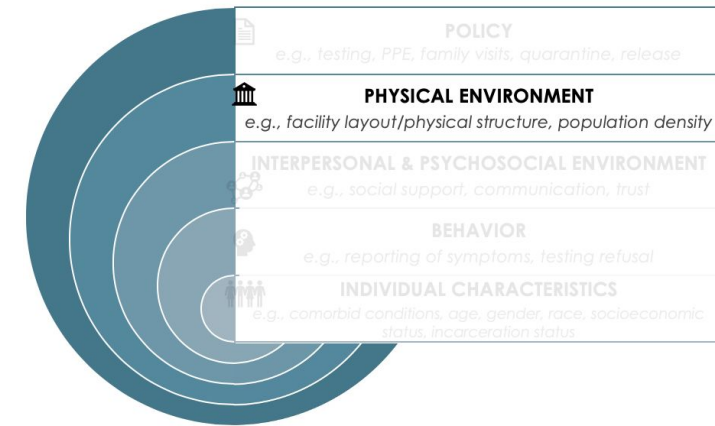 POLICY
e.g., testing, PPE, family visits, quarantine, release
PHYSICAL ENVIRONMENT
e.g., facility layout/physical structure, population density
INTERPERSONAL & PSYCHOSOCIAL ENVIRONMENT
e.g., social support, communication, trust
BEHAVIOR
e.g., reporting of symptoms, testing refusal
INDIVIDUAL CHARACTERISTICS
e.g., comorbid conditions, age, gender, race, socioeconomic
status, incarceration status